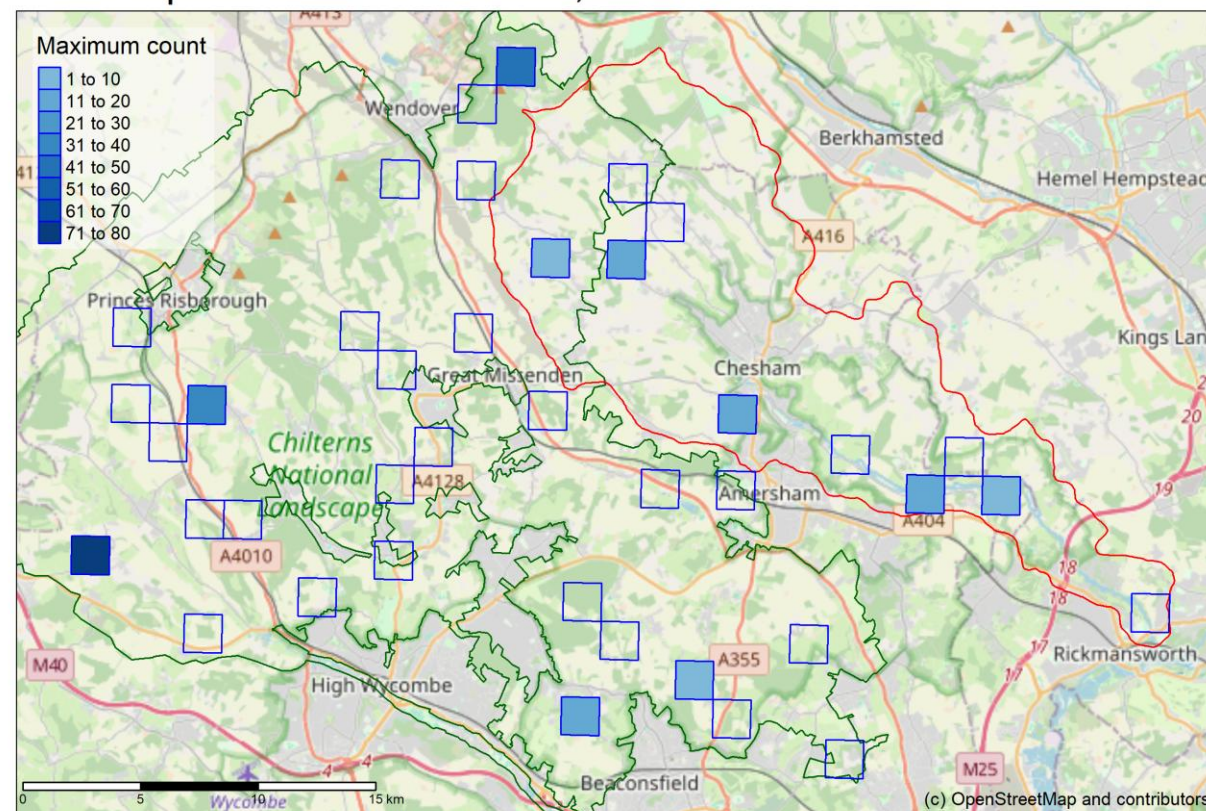 A413
Maximum count
1 to 10
11 to 20
21 to 30
31 to 40
41 to 50
51 to 60
61 to 70
71 to 80
Wendover
Berkhamsted
Hemel Hempstead
A416
Princes Risborough
Kings Lan
Chesham
Great Missenden
20
Chilterns
National
Landscape
A4128
19
Amersham
A404
A4010
18
18
17
17
M40
A355
Rickmansworth
High Wycombe
4
4
M25
Beaconsfield
0
5
10
15 km
Wycombe
(c) OpenStreetMap and contributors